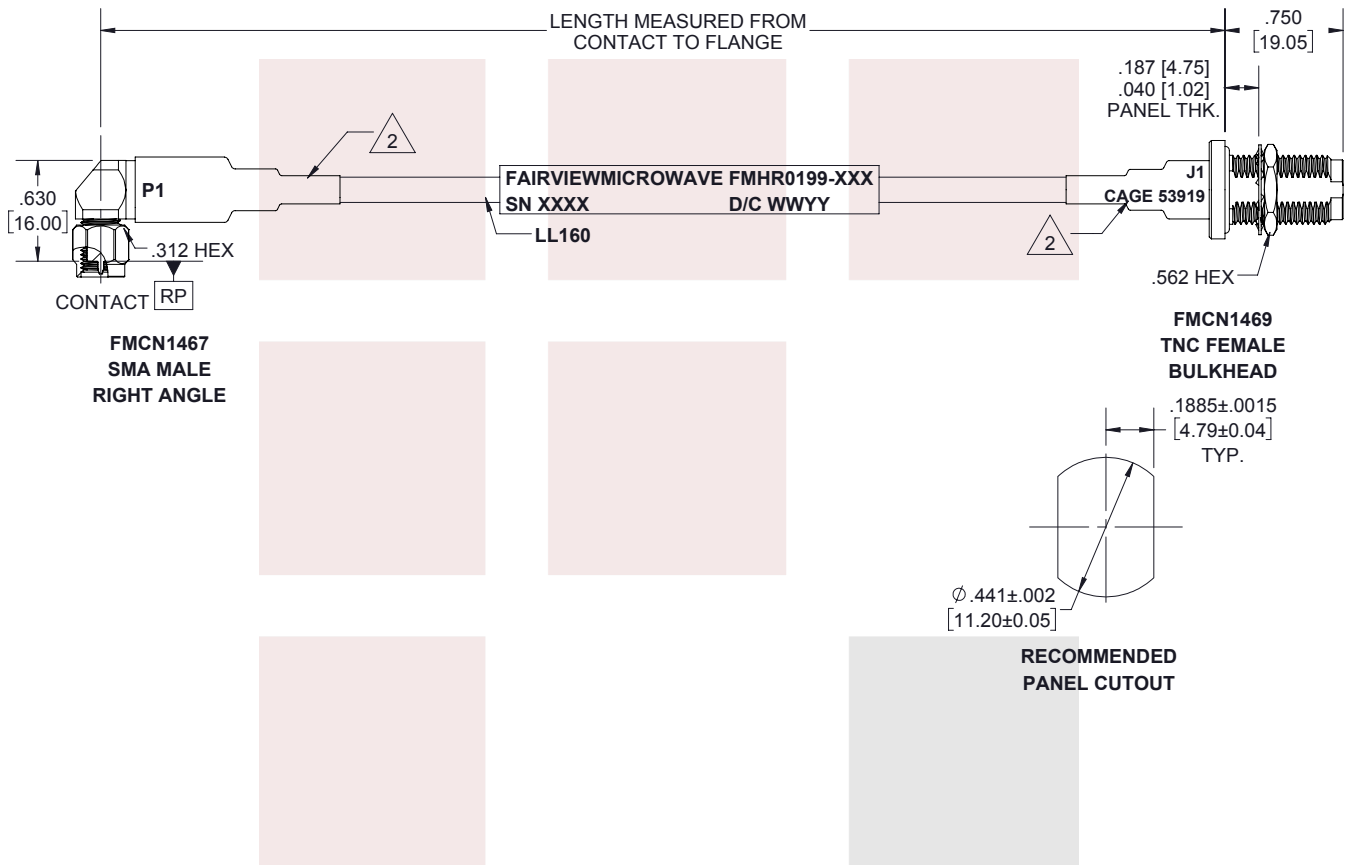 LENGTH MEASURED FROM
CONTACT TO FLANGE
.750
[19.05]
.187 [4.75]
.040 [1.02]
PANEL THK.
2
P1
FAIRVIEWMICROWAVE FMHR0199-XXX
SN XXXX D/C WWYY
J1
CAGE 53919
.630
[16.00]
.312 HEX
LL160
2
.562 HEX
CONTACT RP
FMCN1467
SMA MALE
RIGHT ANGLE
FMCN1469
TNC FEMALE
BULKHEAD
.1885±.0015
[4.79±0.04]
TYP.
∅.441±.002
[11.20±0.05]
RECOMMENDED
PANEL CUTOUT